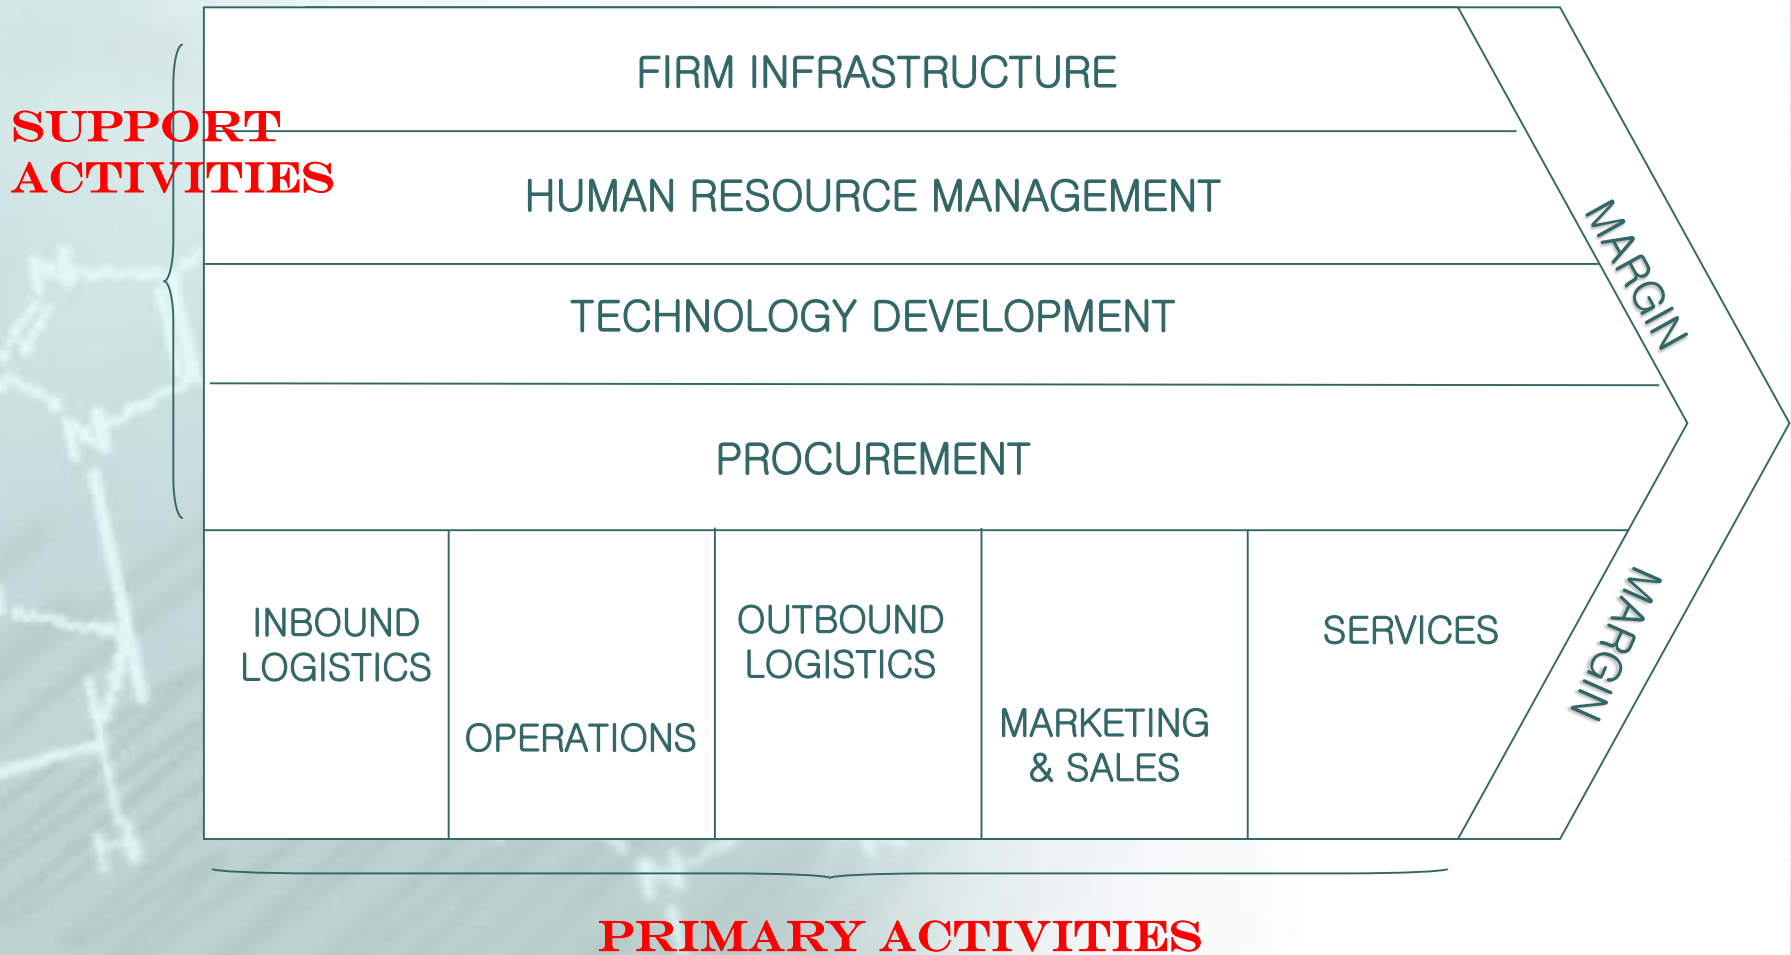 FIRM INFRASTRUCTURE
SUPPORT
ACTIVITIES
HUMAN RESOURCE MANAGEMENT
TECHNOLOGY DEVELOPMENT
MARGIN
PROCUREMENT
INBOUND
LOGISTICS
OPERATIONS
OUTBOUND
LOGISTICS
MARKETING
& SALES
SERVICES
MARGIN
PRIMARY ACTIVITIES
N
N
N